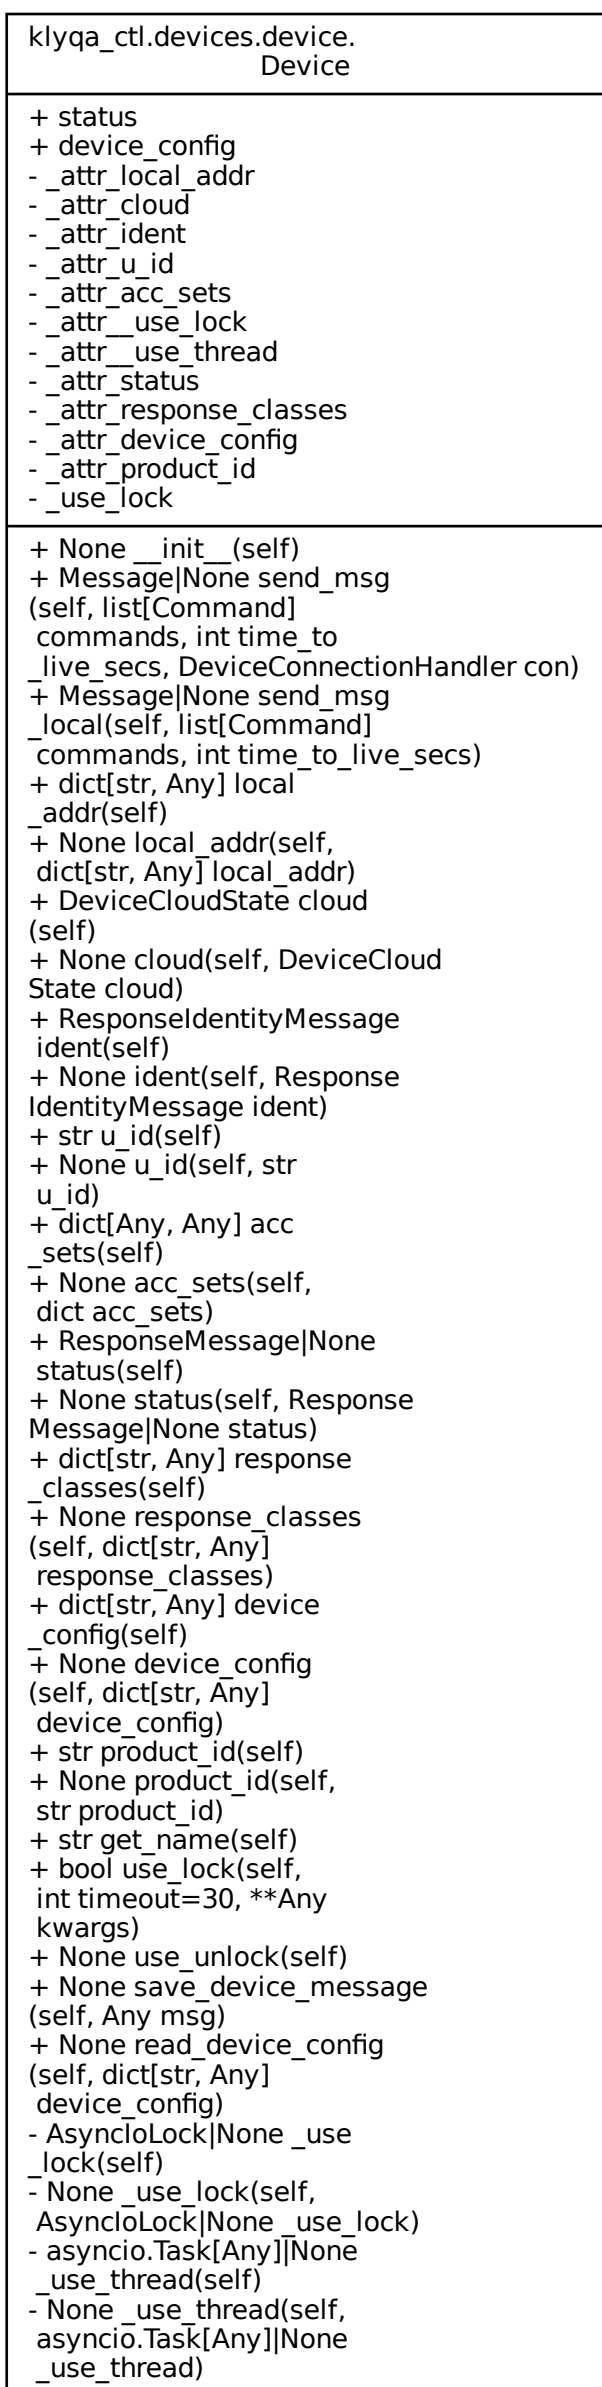 klyqa_ctl.devices.device.
Device
+ status
+ device_config
- _attr_local_addr
- _attr_cloud
- _attr_ident
- _attr_u_id
- _attr_acc_sets
- _attr__use_lock
- _attr__use_thread
- _attr_status
- _attr_response_classes
- _attr_device_config
- _attr_product_id
- _use_lock
+ None __init__(self)
+ Message|None send_msg
(self, list[Command]
commands, int time_to
_live_secs, DeviceConnectionHandler con)
+ Message|None send_msg
_local(self, list[Command]
commands, int time_to_live_secs)
+ dict[str, Any] local
_addr(self)
+ None local_addr(self,
dict[str, Any] local_addr)
+ DeviceCloudState cloud
(self)
+ None cloud(self, DeviceCloud
State cloud)
+ ResponseIdentityMessage
ident(self)
+ None ident(self, Response
IdentityMessage ident)
+ str u_id(self)
+ None u_id(self, str
u_id)
+ dict[Any, Any] acc
_sets(self)
+ None acc_sets(self,
dict acc_sets)
+ ResponseMessage|None
status(self)
+ None status(self, Response
Message|None status)
+ dict[str, Any] response
_classes(self)
+ None response_classes
(self, dict[str, Any]
response_classes)
+ dict[str, Any] device
_config(self)
+ None device_config
(self, dict[str, Any]
device_config)
+ str product_id(self)
+ None product_id(self,
str product_id)
+ str get_name(self)
+ bool use_lock(self,
int timeout=30, **Any
kwargs)
+ None use_unlock(self)
+ None save_device_message
(self, Any msg)
+ None read_device_config
(self, dict[str, Any]
device_config)
- AsyncIoLock|None _use
_lock(self)
- None _use_lock(self,
AsyncIoLock|None _use_lock)
- asyncio.Task[Any]|None
_use_thread(self)
- None _use_thread(self,
asyncio.Task[Any]|None
_use_thread)